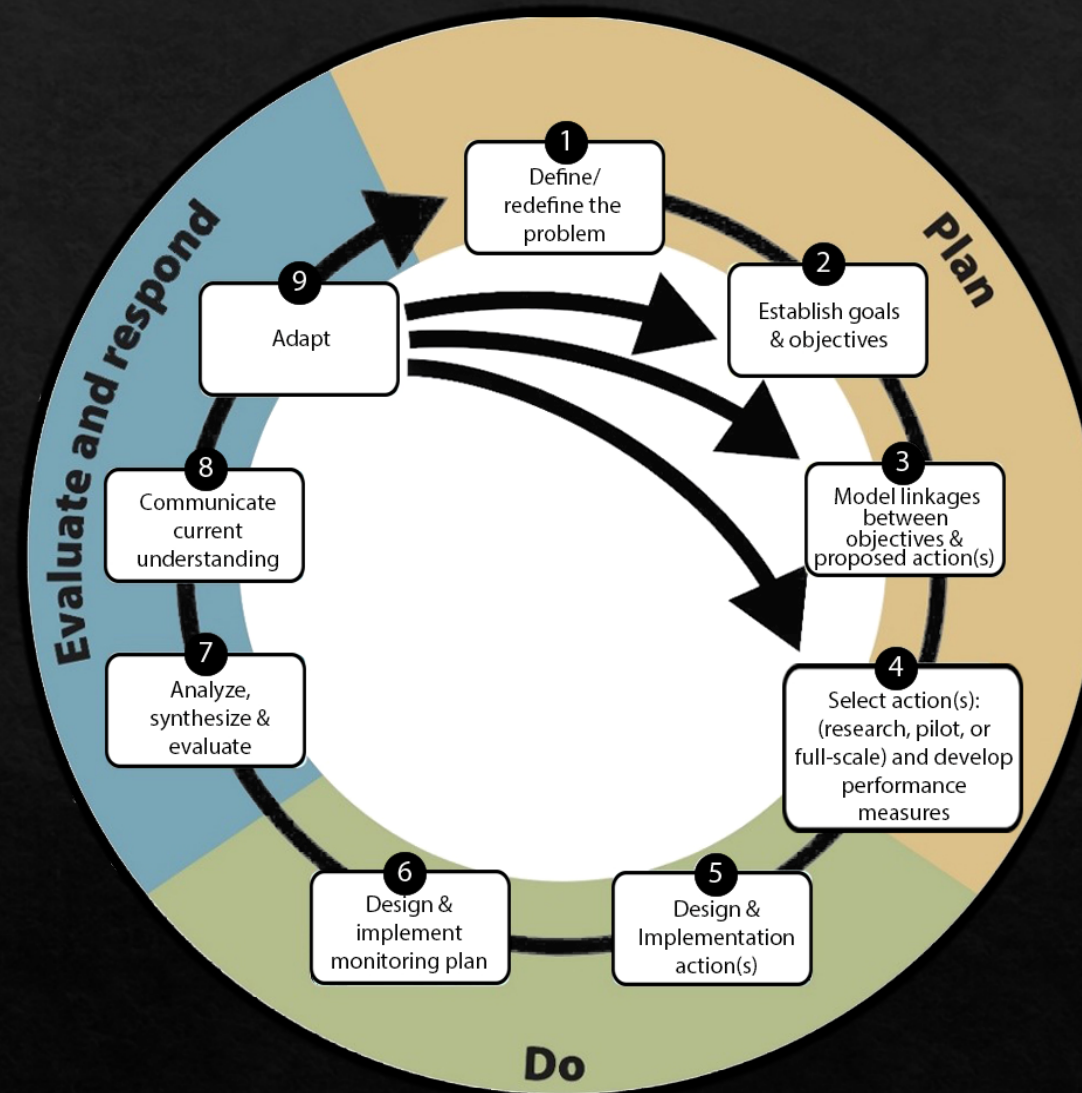 1
Define/
redefine the
problem
Plan
2
Establish goals
& objectives
3
Model linkages
between
objectives &
proposed action(s)
4
Select action(s):
(research, pilot, or
full-scale) and develop
performance
measures
5
Design &
Implementation
action(s)
Do
6
Design &
implement
monitoring plan
7
Analyze,
synthesize &
evaluate
8
Communicate
current
understanding
Evaluate and respond
9
Adapt